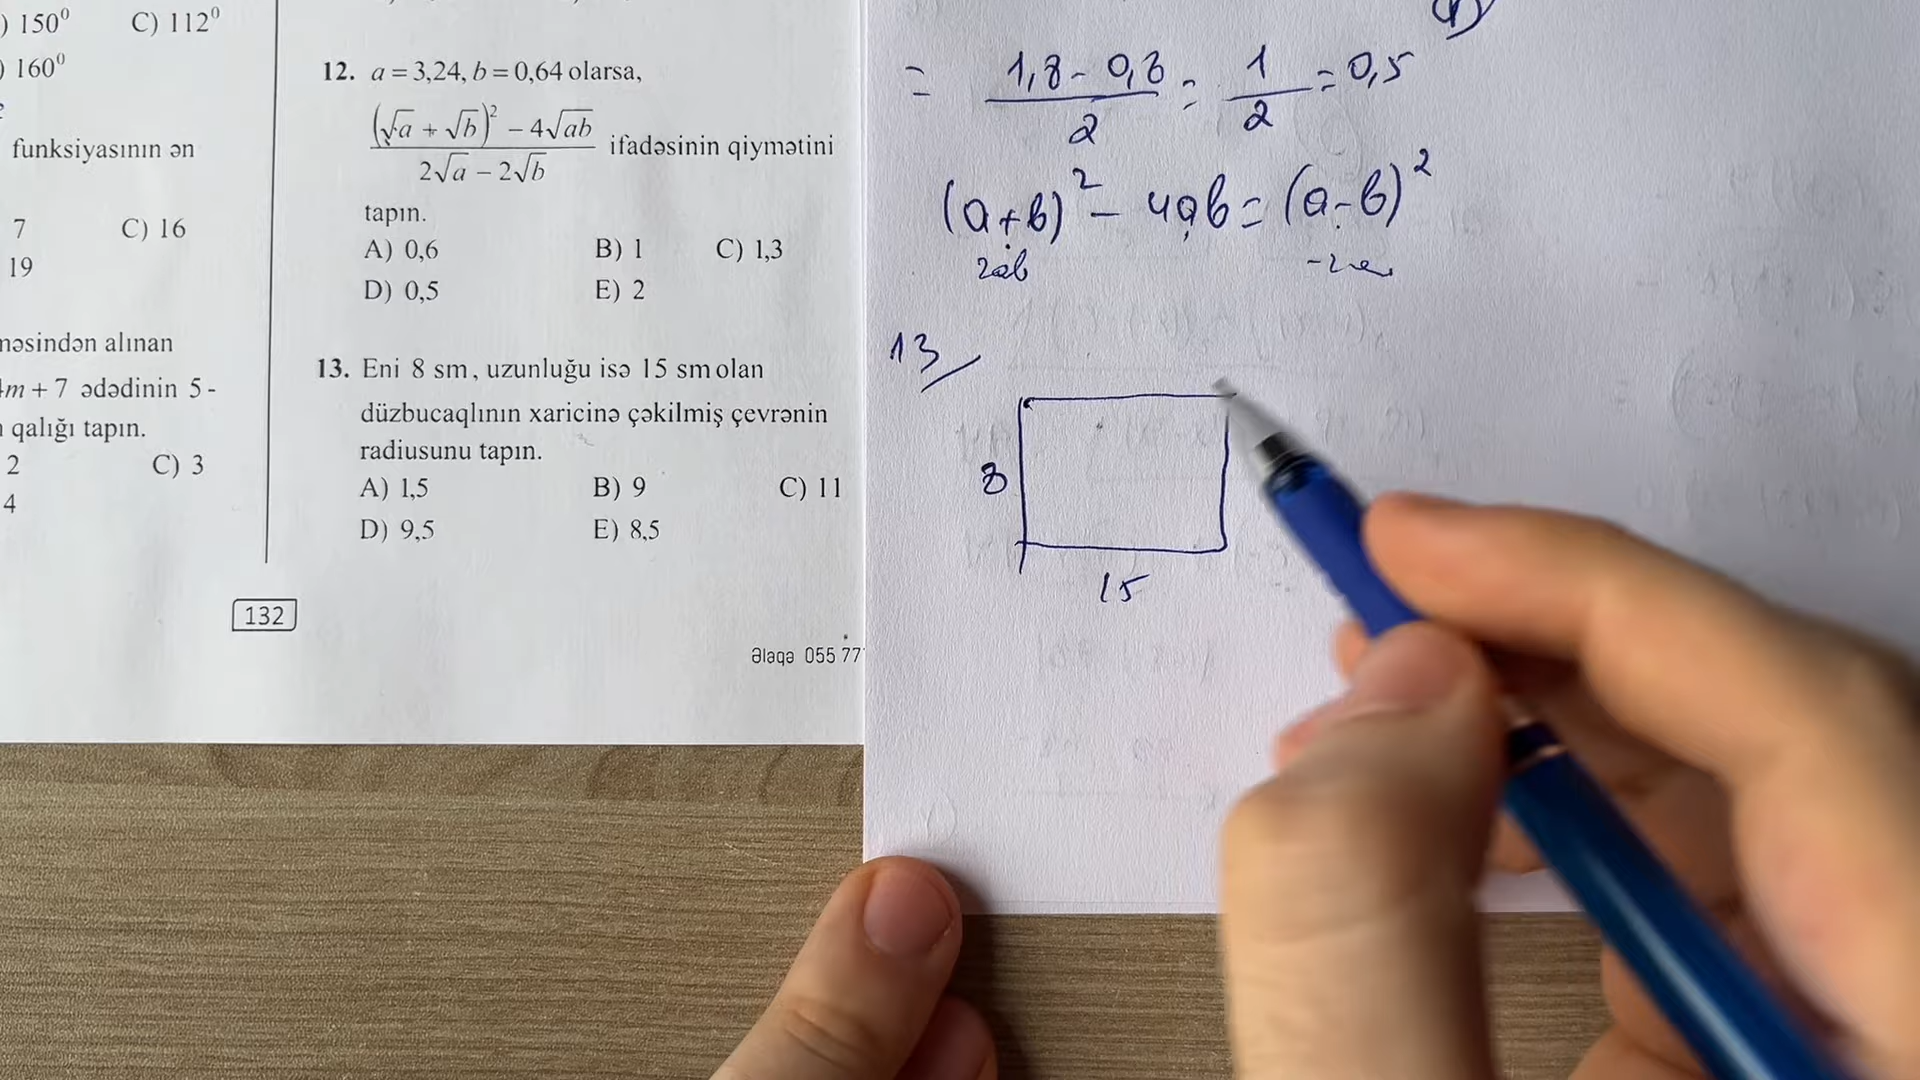 ) 150⁰ C) 112⁰
) 160⁰
funksiyasının ən
7 C) 16
19
məsindən alınan
m + 7 ədədinin 5 -
qalığı tapın.
2 C) 3
4
12. a = 3,24, b = 0,64 olarsa,
(√a + √b)² – 4√ab / 2√a – 2√b ifadəsinin qiymətini
tapın.
A) 0,6 B) 1 C) 1,3
D) 0,5 E) 2
13. Eni 8 sm, uzunluğu isə 15 sm olan
düzbucaqlının xaricinə çəkilmiş çevrənin
radiusunu tapın.
A) 1,5 B) 9 C) 11
D) 9,5 E) 8,5
132
Əlaqə 055 77
= 1,8 - 0,8 / 2 = 1 / 2 = 0,5
(a+b)² - 4ab = (a-b)²
2ab
13
8
15